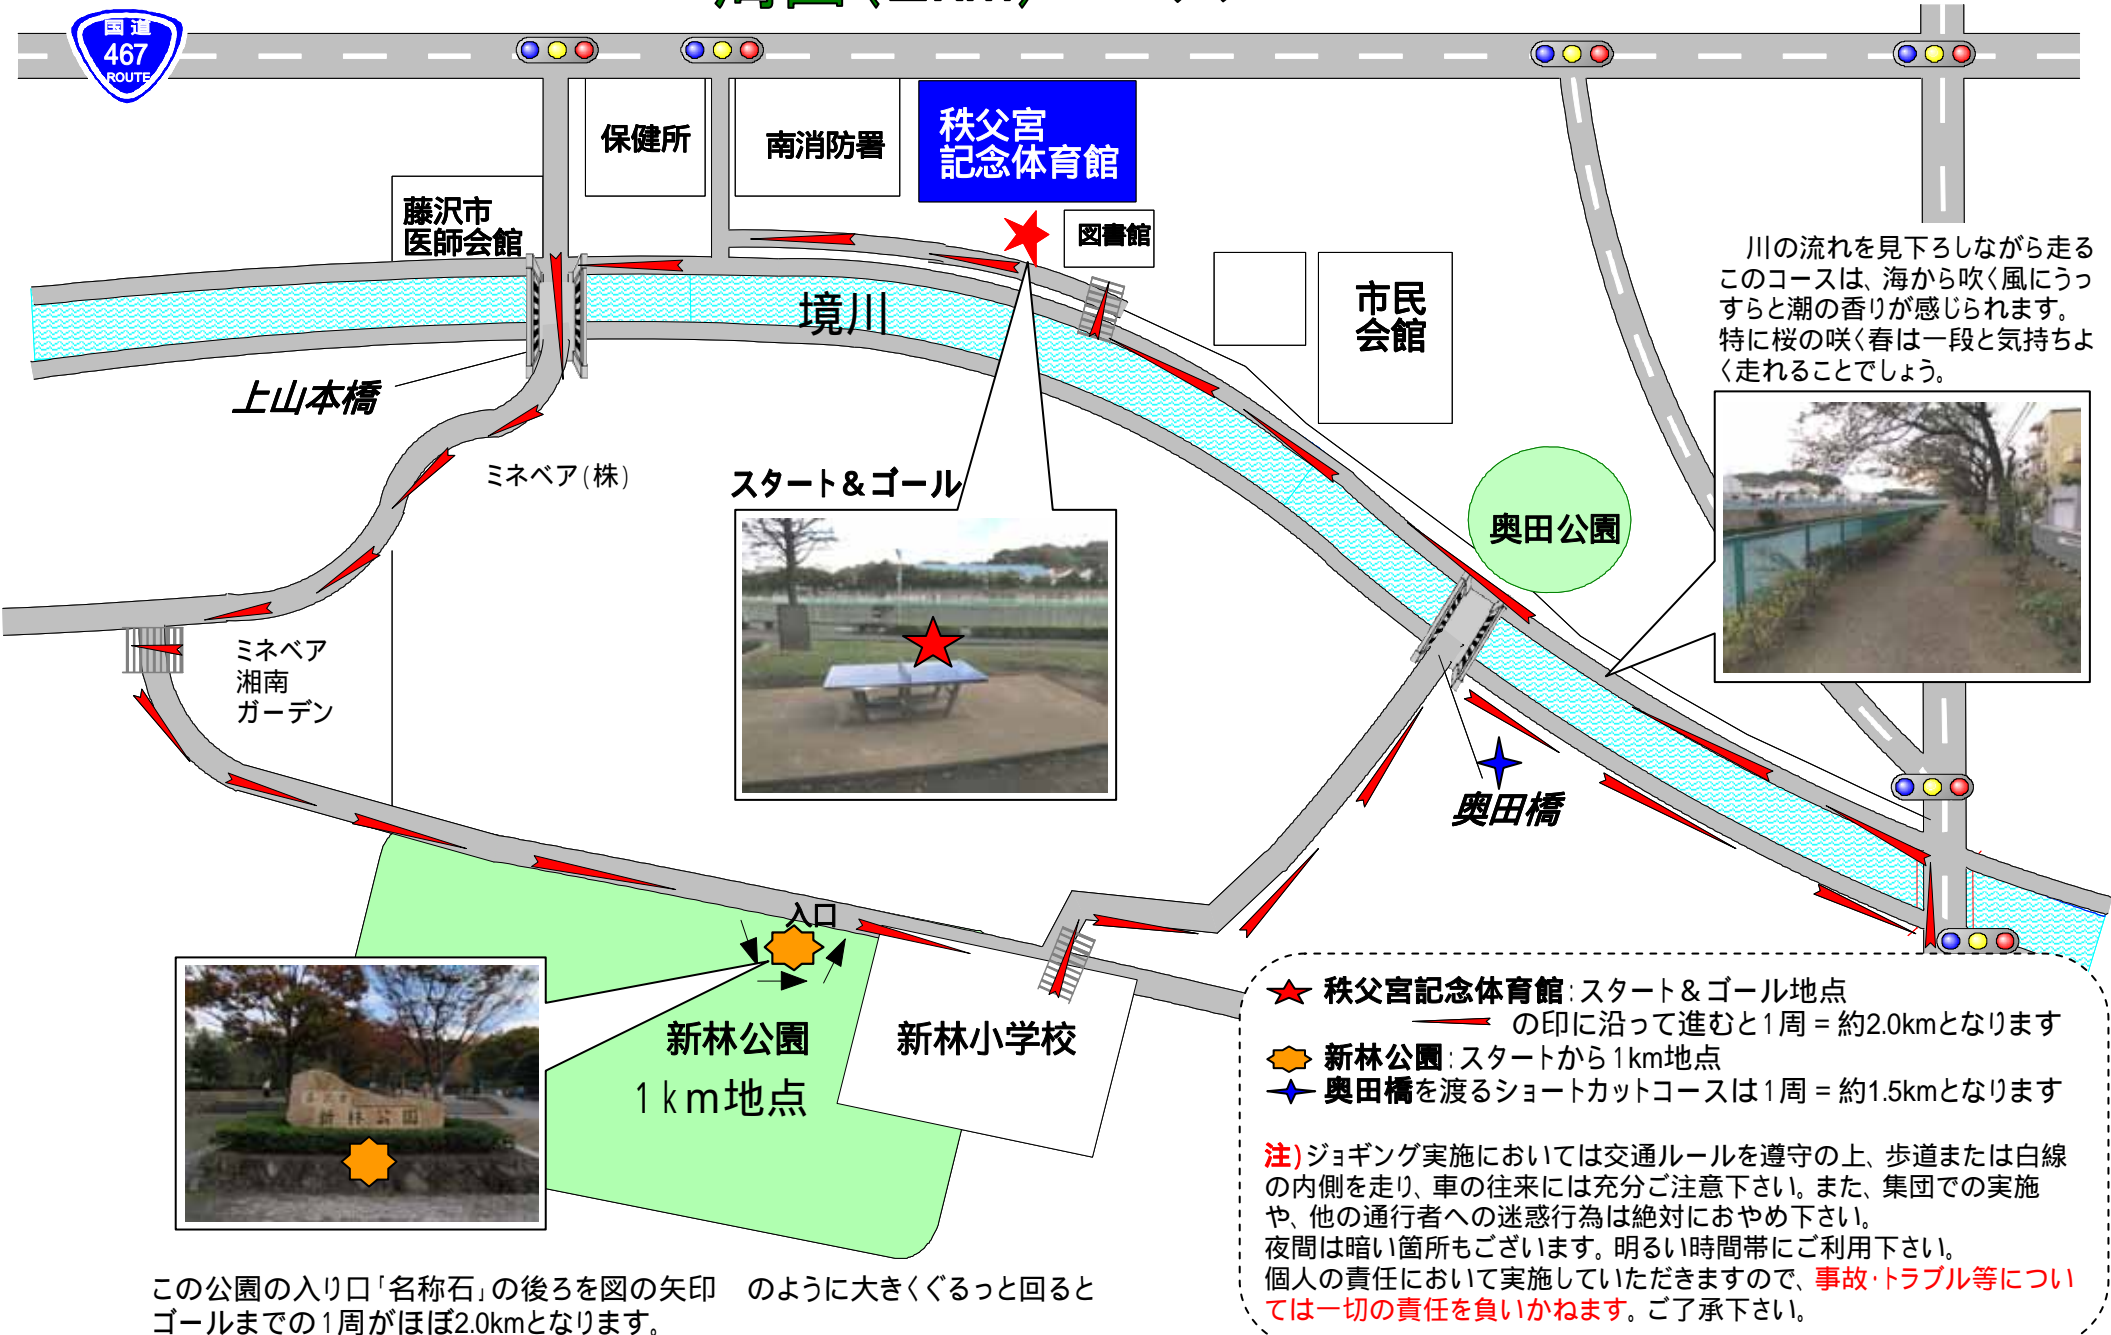 周回(2km)
国道
467
ROUTE
保健所
南消防署
秩父宮
記念体育館
藤沢市
医師会館
図書館
市民
会館
境川
上山本橋
ミネベア(株)
スタート&ゴール
奥田公園
川の流れを見下ろしながら走る
このコースは、海から吹く風にうっ
すらと潮の香りが感じられます。
特に桜の咲く春は一段と気持ちよ
く走れることでしょう。
ミネベア
湘南
ガーデン
奥田橋
入口
新林公園
1km地点
新林小学校
新林公園
秩父宮記念体育館:スタート&ゴール地点
の印に沿って進むと1周=約2.0kmとなります
新林公園:スタートから1km地点
奥田橋を渡るショートカットコースは1周=約1.5kmとなります
注)ジョギング実施においては交通ルールを遵守の上、歩道または白線
の内側を走り、車の往来には充分ご注意下さい。また、集団での実施
や、他の通行者への迷惑行為は絶対におやめ下さい。
夜間は暗い箇所もございます。明るい時間帯にご利用下さい。
個人の責任において実施していただきますので、事故・トラブル等につい
ては一切の責任を負いかねます。ご了承下さい。
この公園の入り口「名称石」の後ろを図の矢印　のように大きくぐるっと回ると
ゴールまでの1周がほぼ2.0kmとなります。